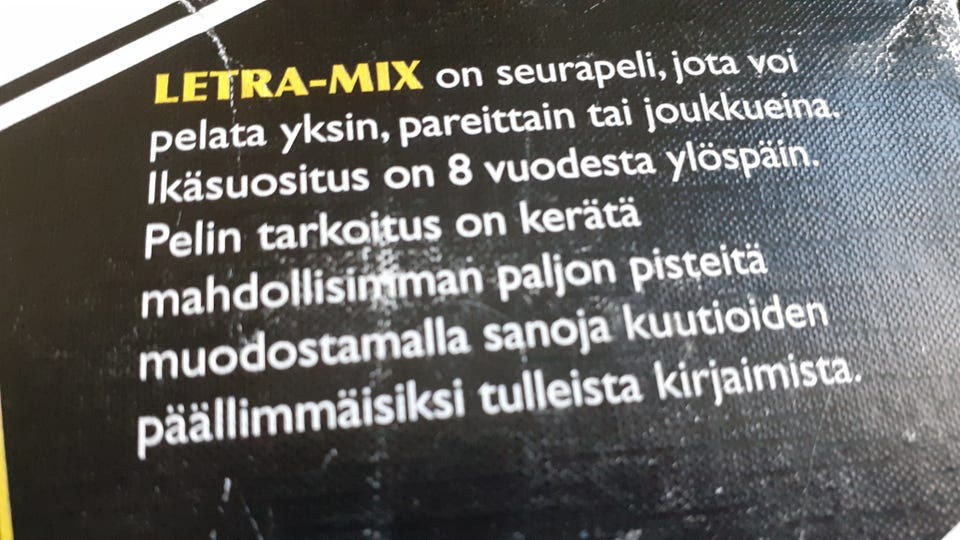 LETRA-MIX on seurapeli, jota voi
pelata yksin, pareittain tai joukkueina.
Ikäsuositus on 8 vuodesta ylöspäin.
Pelin tarkoitus on kerätä
mahdollisimman paljon pisteitä
muodostamalla sanoja kuutioiden
päällimmäisiksi tulleista kirjaimista.